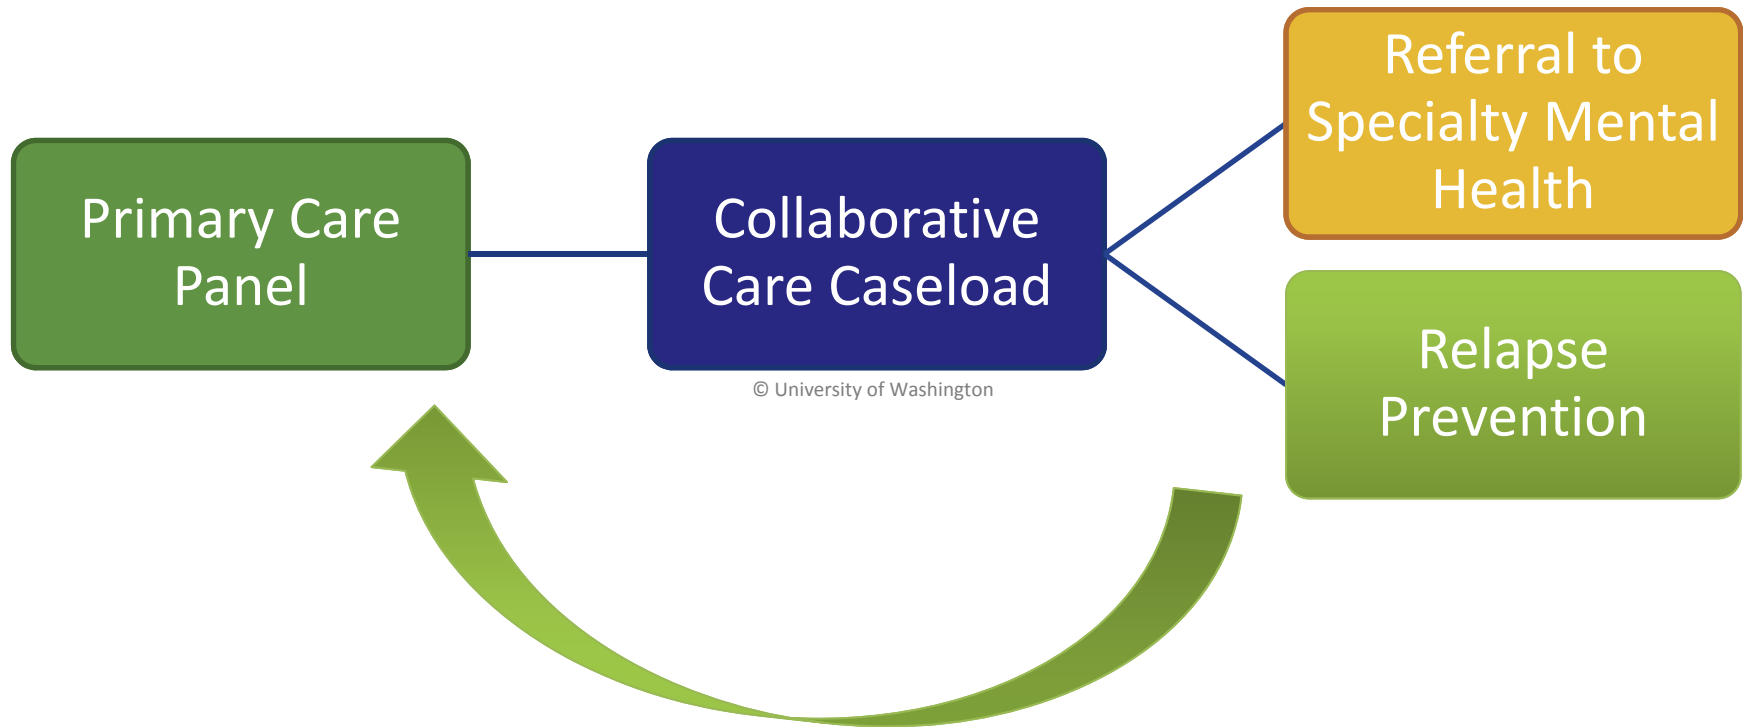 Primary Care
Panel
Collaborative
Care Caseload
© University of Washington
Referral to
Specialty Mental
Health
Relapse
Prevention